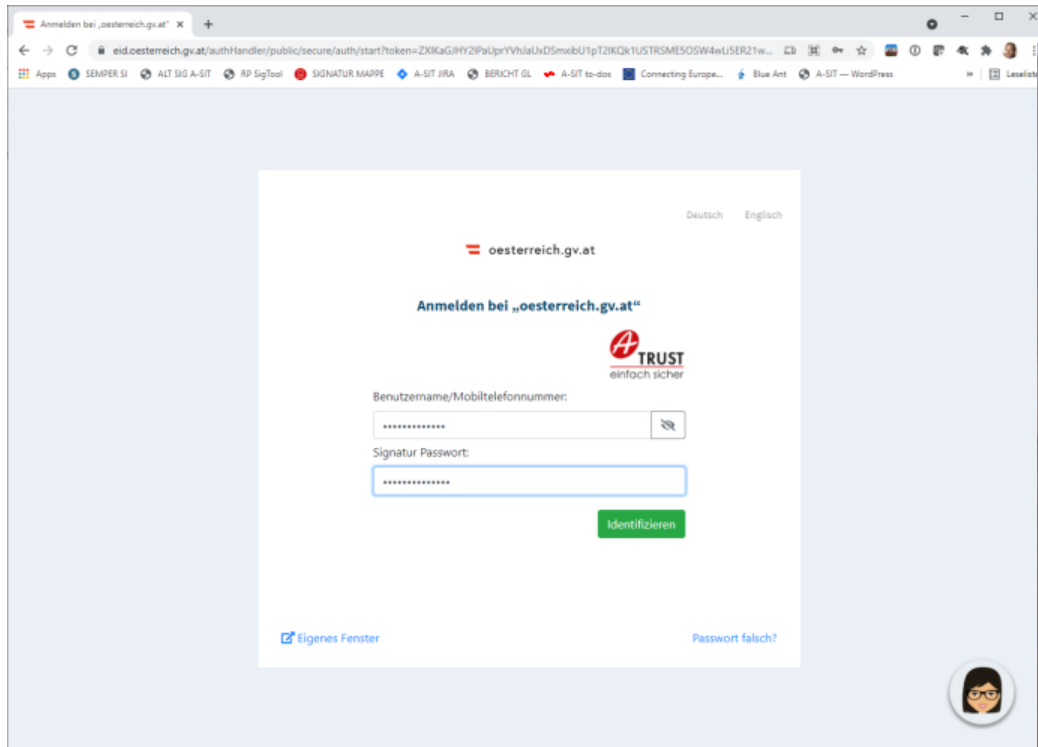 Anmelden bei „oesterreich.gv.at"
eid.oesterreich.gv.at/authHandler/public/secure/auth/start?
Apps SEMPER SI ALT SIG A-SIT RP SigTool SIGNATUR MAPPE A-SIT JIRA BERICHT GL A-SIT to-dos Connecting Europe... Blue Ant A-SIT — WordPress » Leseliste
Deutsch Englisch
oesterreich.gv.at
Anmelden bei „oesterreich.gv.at“
A TRUST
einfach sicher
Benutzername/Mobiltelefonnummer:
Signatur Passwort:
Identifizieren
Eigenes Fenster Passwort falsch?